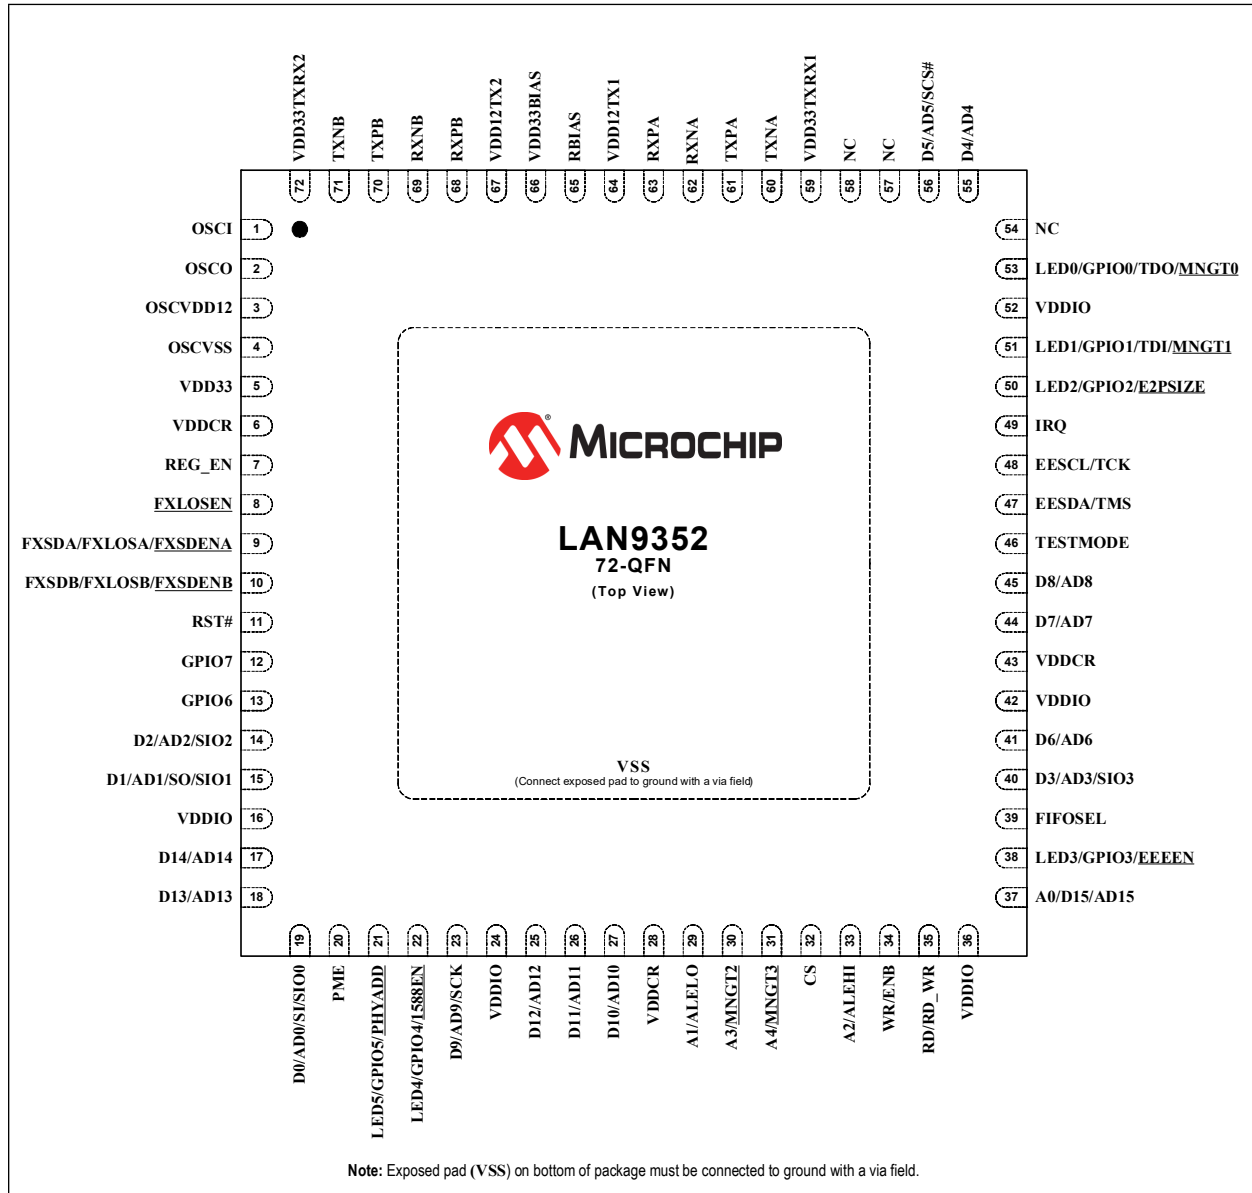 VDD33TXRX2
TXNB
TXPB
RXNB
RXPB
VDD12TX2
VDD33BIAS
RBIAS
VDD12TX1
RXPA
RXNA
TXPA
TXNA
VDD33TXRX1
NC
NC
D5/AD5/SCS#
D4/AD4
72 71 70 69 68 67 66 65 64 63 62 61 60 59 58 57 56 55
OSCI 1
OSCO 2
OSCVDD12 3
OSCVSS 4
VDD33 5
VDDCR 6
REG_EN 7
FXLOSEN 8
FXSDA/FXLOSA/FXSDENA 9
FXSDB/FXLOSB/FXSDENB 10
RST# 11
GPIO7 12
GPIO6 13
D2/AD2/SIO2 14
D1/AD1/SO/SIO1 15
VDDIO 16
D14/AD14 17
D13/AD13 18
® MICROCHIP
LAN9352
72-QFN
(Top View)
VSS
(Connect exposed pad to ground with a via field)
54 NC
53 LED0/GPIO0/TDO/MNGT0
52 VDDIO
51 LED1/GPIO1/TDI/MNGT1
50 LED2/GPIO2/E2PSIZE
49 IRQ
48 EESCL/TCK
47 EESDA/TMS
46 TESTMODE
45 D8/AD8
44 D7/AD7
43 VDDCR
42 VDDIO
41 D6/AD6
40 D3/AD3/SIO3
39 FIFOSEL
38 LED3/GPIO3/EEEEN
37 A0/D15/AD15
19 20 21 22 23 24 25 26 27 28 29 30 31 32 33 34 35 36
D0/AD0/SI/SIO0
PME
LED5/GPIO5/PHYADD
LED4/GPIO4/1588EN
D9/AD9/SCK
VDDIO
D12/AD12
D11/AD11
D10/AD10
VDDCR
A1/ALELO
A3/MNGT2
A4/MNGT3
CS
A2/ALEHI
WR/ENB
RD/RD_WR
VDDIO
Note: Exposed pad (VSS) on bottom of package must be connected to ground with a via field.